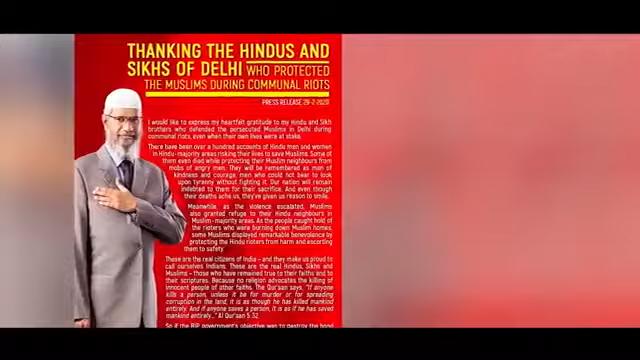 THANKING THE HINDUS AND
SIKHS OF DELHI WHO PROTECTED
THE MUSLIMS DURING COMMUNAL RIOTS
PRESS RELEASE 29-2-2020
I would like to express my heartfelt gratitude to my Hindu and Sikh
brothers who defended the persecuted Muslims in Delhi during
communal riots, even when their own lives were at stake.
There have been over a hundred accounts of Hindu men and women
in Hindu-majority areas risking their lives to save Muslims. Some of
them even died while protecting their Muslim neighbours from
mobs of angry men. They will be remembered as men of
kindness and courage, men who could not bear to look
upon tyranny without fighting it. Our nation will remain
indebted to them for their sacrifice. And even though
their deaths ache us, they've given us reason to smile.
Meanwhile, as the violence escalated, Muslims
also granted refuge to their Hindu neighbours in
Muslim-majority areas. As the people caught hold of
the rioters who were burning down Muslim homes,
some Muslims displayed remarkable benevolence by
protecting the Hindu rioters from harm and escorting
them to safety.
These are the real citizens of India - and they make us proud to
call ourselves Indians. These are the real Hindus, Sikhs and
Muslims - those who have remained true to their faiths and to
their scriptures. Because no religion advocates the killing of
innocent people of other faiths. The Qur'aan says, "If anyone
kills a person, unless it be for murder or for spreading
corruption in the land, it is as though he has killed mankind
entirely. And if anyone saves a person, it is as if he has saved
mankind entirely..." Al Qur'aan 5:32
So if the BJP government's objective was to destroy the bond